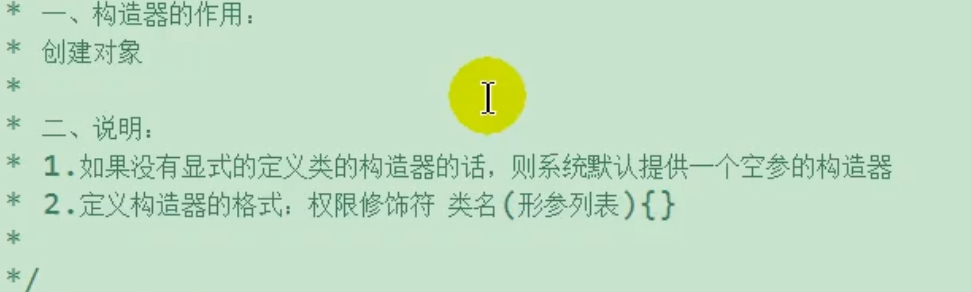 * 一、构造器的作用:
* 创建对象
*
* 二、说明:
* 1.如果没有显式的定义类的构造器的话，则系统默认提供一个空参的构造器
* 2.定义构造器的格式：权限修饰符 类名(形参列表){}
*
*/